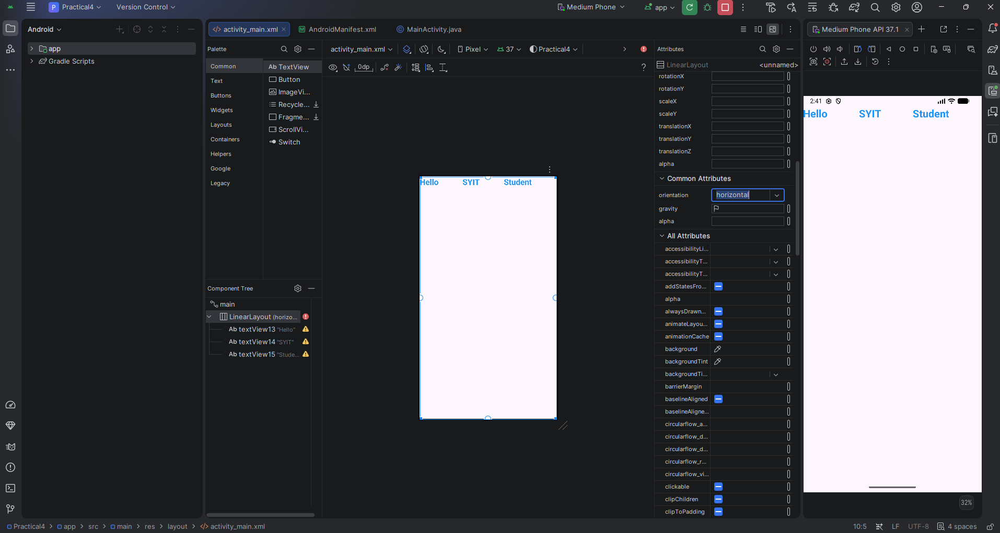 P Practical4 Version Control Medium Phone app
Android
app
Gradle Scripts
activity_main.xml AndroidManifest.xml MainActivity.java
Palette
Common
Text
Buttons
Widgets
Layouts
Containers
Helpers
Google
Legacy
Ab TextView
Button
ImageVi...
Recycle...
Fragme...
ScrollVi...
Switch
Component Tree
main
LinearLayout (horizo...
Ab textView13 "Hello"
Ab textView14 "SYIT"
Ab textView15 "Stude...
activity_main.xml Pixel 37 Practical4
0dp ?
Hello SYIT Student
Attributes
LinearLayout <unnamed>
rotationX
rotationY
scaleX
scaleY
translationX
translationY
translationZ
alpha
Common Attributes
orientation horizontal
gravity
alpha
All Attributes
accessibilityLi...
accessibilityT...
accessibilityT...
addStatesFro...
alpha
alwaysDrawn...
animateLayou...
animationCache
background
backgroundTint
backgroundTi...
barrierMargin
baselineAligned
baselineAligne...
circularflow_a...
circularflow_d...
circularflow_d...
circularflow_r...
circularflow_vi...
clickable
clipChildren
clipToPadding
Medium Phone API 37.1
2:41
Hello SYIT Student
32%
Practical4 > app > src > main > res > layout > activity_main.xml 10:5 LF UTF-8 4 spaces